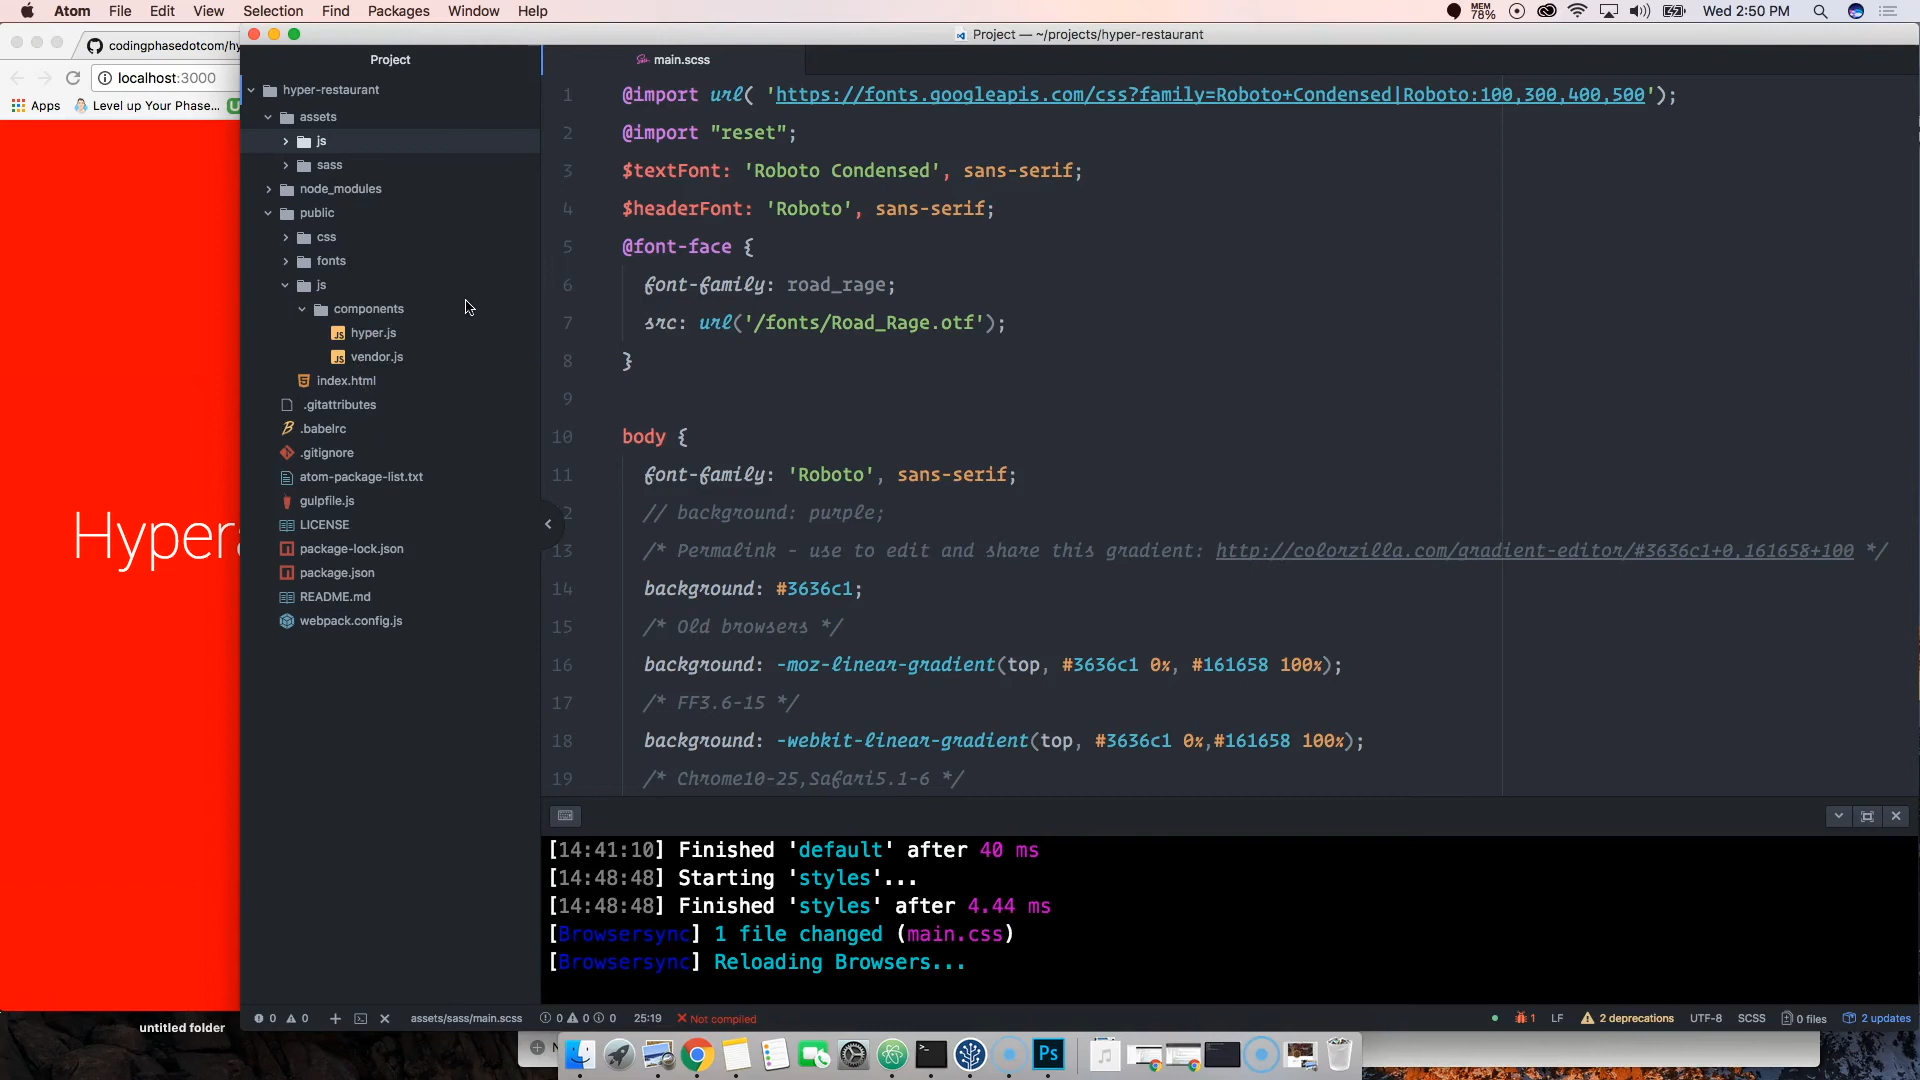 Atom File Edit View Selection Find Packages Window Help MEM 78% Wed 2:50 PM
codingphasedotcom/hy
Project — ~/projects/hyper-restaurant
localhost:3000
Apps Level up Your Phase...
Hyper
untitled folder
Project
hyper-restaurant
assets
js
sass
node_modules
public
css
fonts
js
components
hyper.js
vendor.js
index.html
.gitattributes
.babelrc
.gitignore
atom-package-list.txt
gulpfile.js
LICENSE
package-lock.json
package.json
README.md
webpack.config.js
main.scss
1 @import url( 'https://fonts.googleapis.com/css?family=Roboto+Condensed|Roboto:100,300,400,500');
2 @import "reset";
3 $textFont: 'Roboto Condensed', sans-serif;
4 $headerFont: 'Roboto', sans-serif;
5 @font-face {
6 font-family: road_rage;
7 src: url('/fonts/Road_Rage.otf');
8 }
9
10 body {
11 font-family: 'Roboto', sans-serif;
2 // background: purple;
13 /* Permalink - use to edit and share this gradient: http://colorzilla.com/gradient-editor/#3636c1+0,161658+100 */
14 background: #3636c1;
15 /* Old browsers */
16 background: -moz-linear-gradient(top, #3636c1 0%, #161658 100%);
17 /* FF3.6-15 */
18 background: -webkit-linear-gradient(top, #3636c1 0%,#161658 100%);
19 /* Chrome10-25,Safari5.1-6 */
[14:41:10] Finished 'default' after 40 ms
[14:48:48] Starting 'styles'...
[14:48:48] Finished 'styles' after 4.44 ms
[Browsersync] 1 file changed (main.css)
[Browsersync] Reloading Browsers...
0 0 assets/sass/main.scss 0 0 0 25:19 Not compiled 1 LF 2 deprecations UTF-8 SCSS 0 files 2 updates
Ps